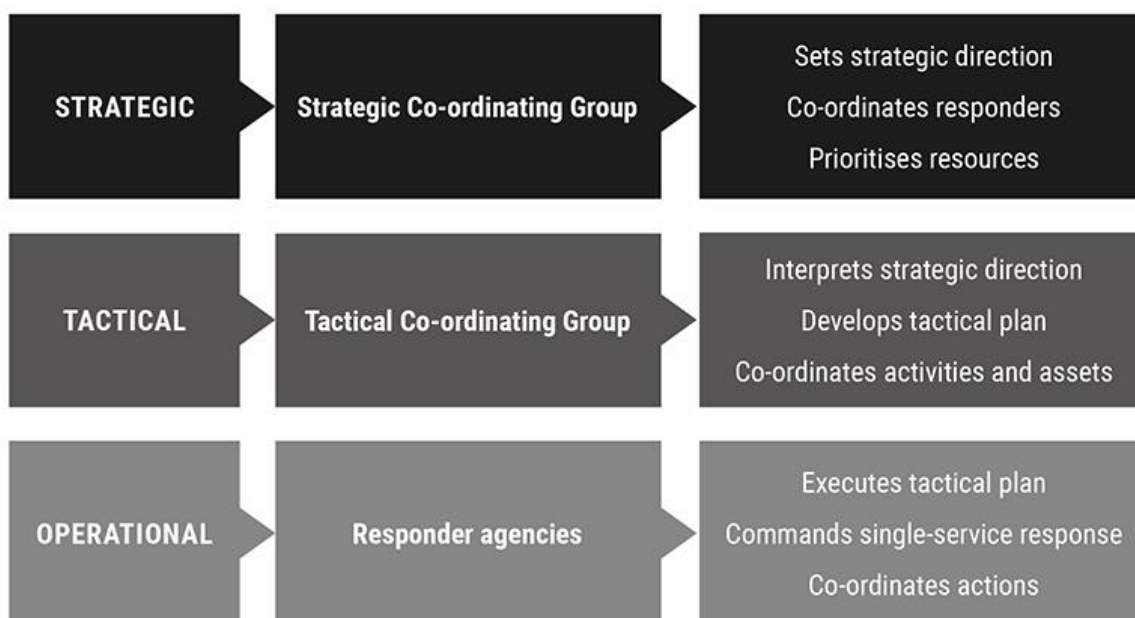 STRATEGIC
Strategic Co-ordinating Group
Sets strategic direction
Co-ordinates responders
Prioritises resources
TACTICAL
Tactical Co-ordinating Group
Interprets strategic direction
Develops tactical plan
Co-ordinates activities and assets
OPERATIONAL
Responder agencies
Executes tactical plan
Commands single-service response
Co-ordinates actions